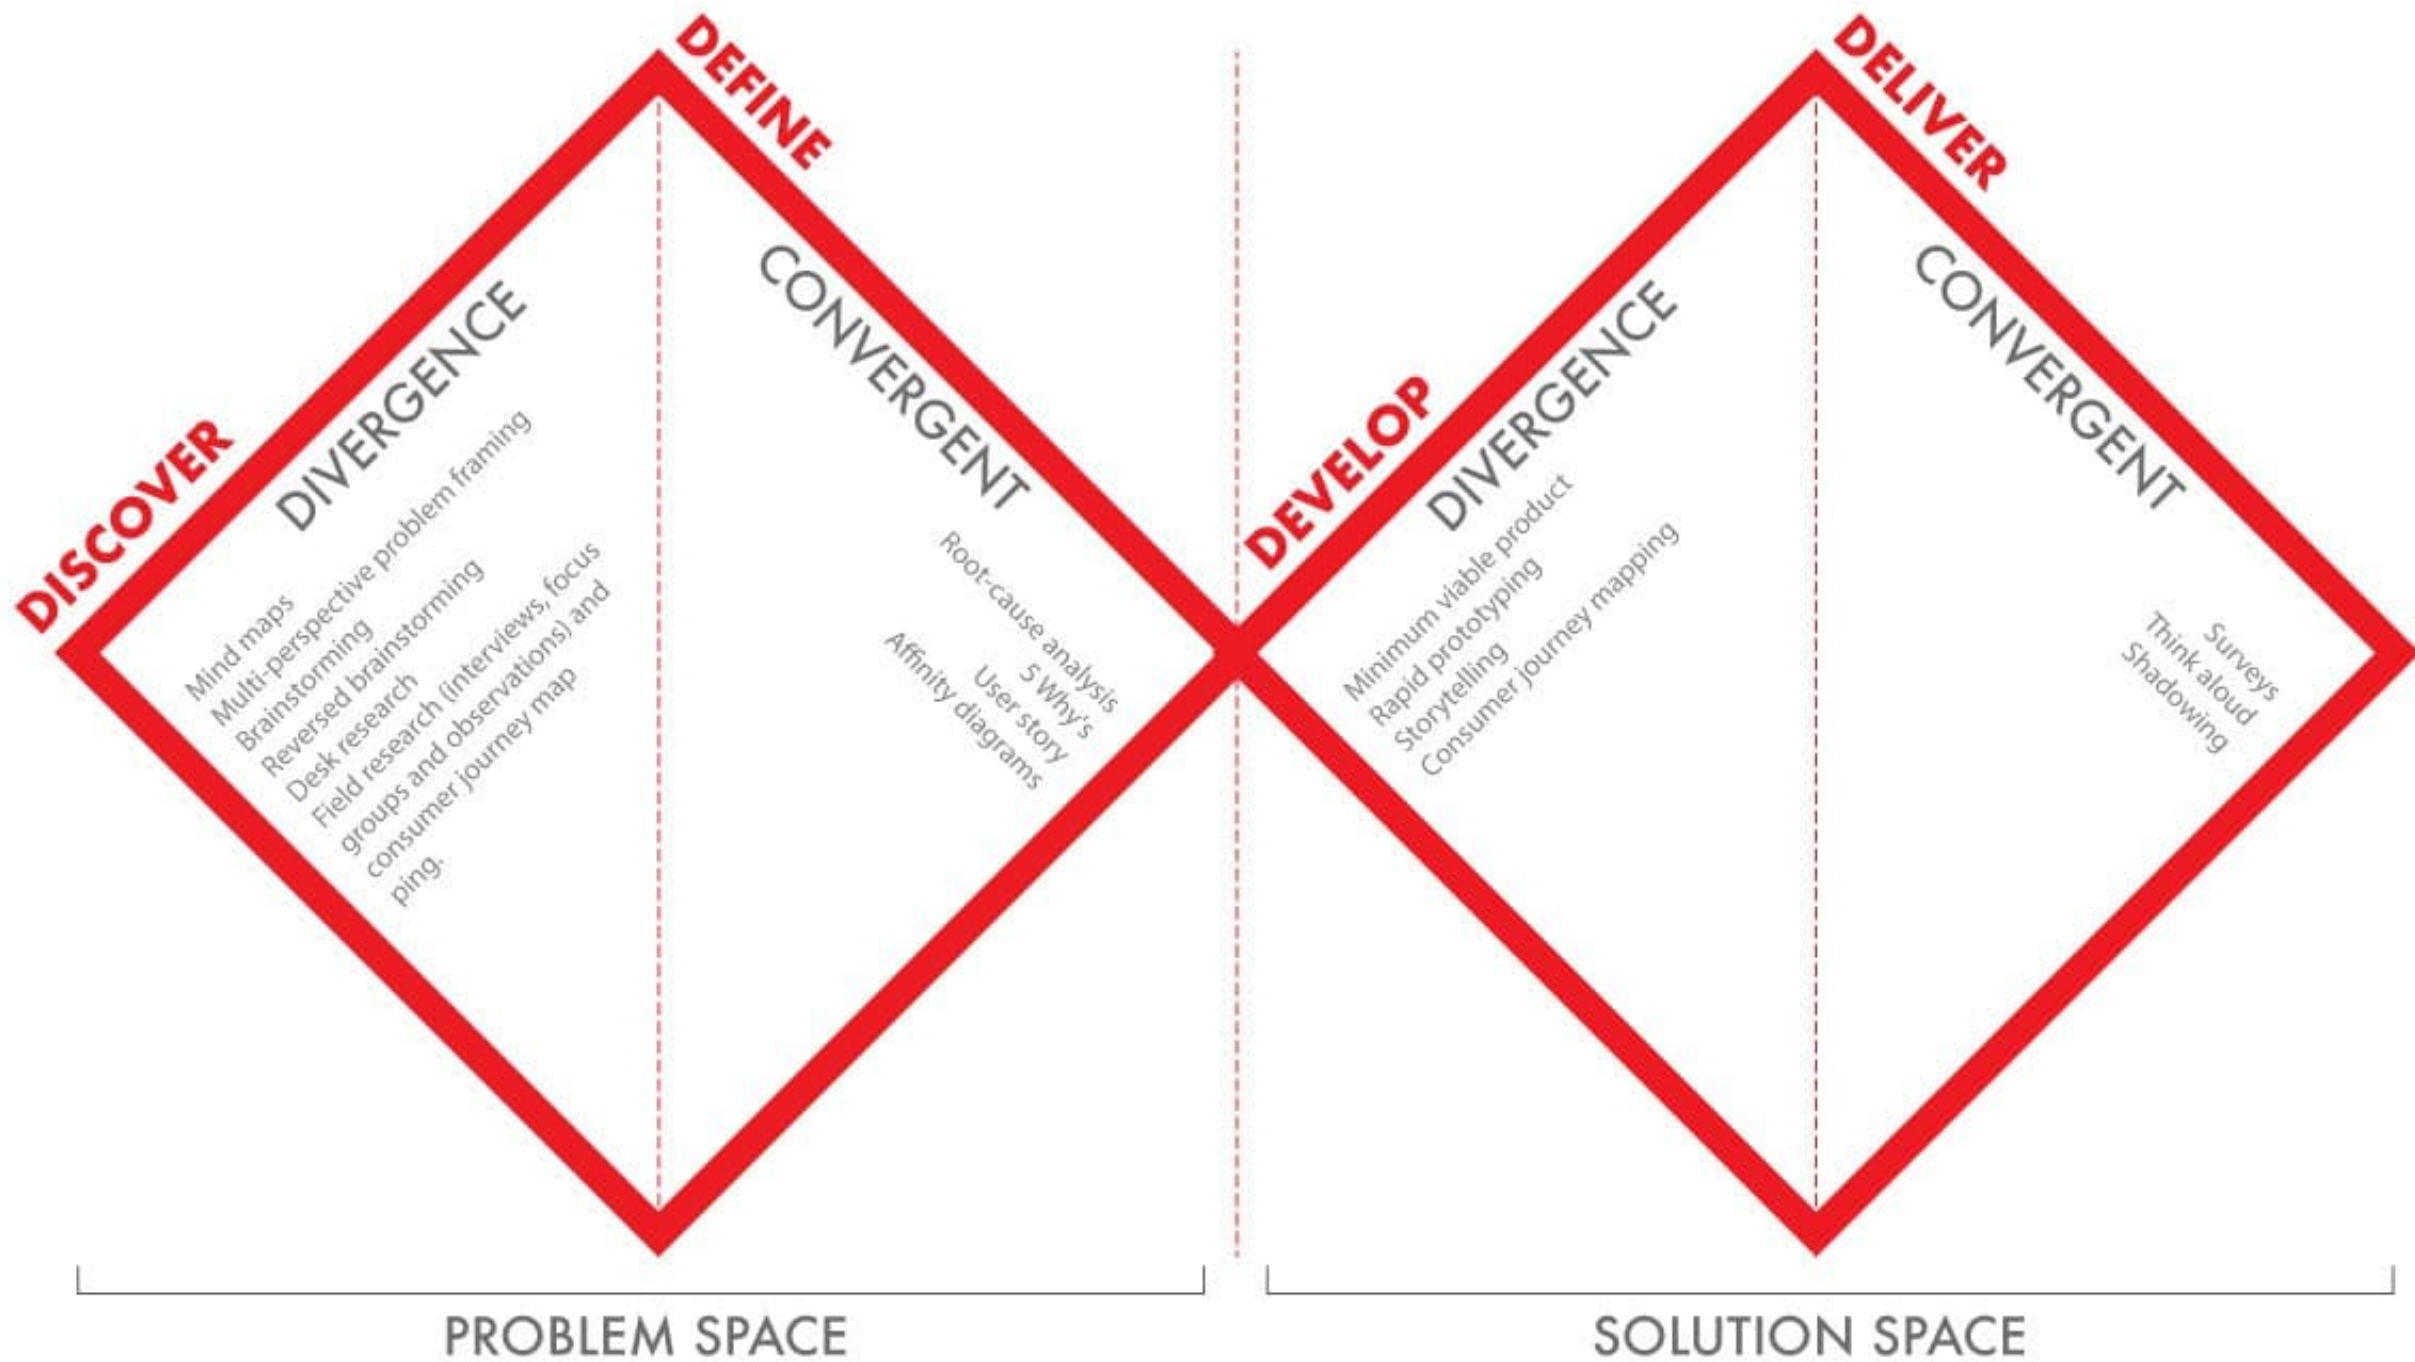 DISCOVER
DIVERGENCE
Mind maps
Multi-perspective problem framing
Brainstorming
Reversed brainstorming
Desk research
Field research (interviews, focus
groups and observations) and
consumer journey map
ping.
DEFINE
CONVERGENT
Root-cause analysis
5 Why's
User story
Affinity diagrams
DEVELOP
DIVERGENCE
Minimum viable product
Rapid prototyping
Storytelling
Consumer journey mapping
DELIVER
CONVERGENT
Surveys
Think aloud
Shadowing
PROBLEM SPACE
SOLUTION SPACE